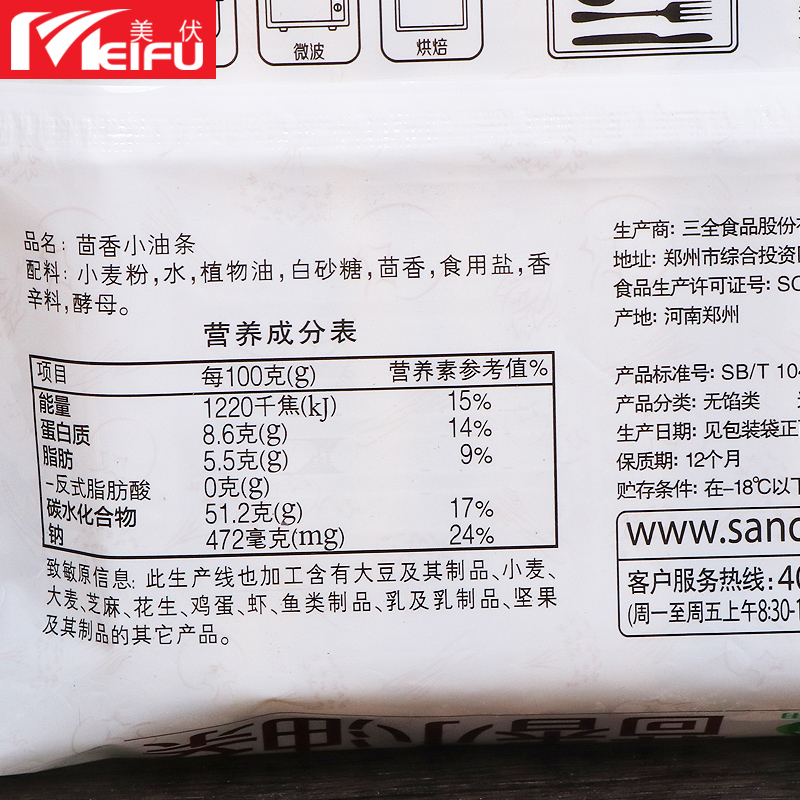 美伏
MEIFU
微波
烘焙
品名: 茴香小油条
配料: 小麦粉,水,植物油,白砂糖,茴香,食用盐,香
辛料,酵母。
营养成分表
项目 每100克(g) 营养素参考值%
能量 1220千焦(kJ) 15%
蛋白质 8.6克(g) 14%
脂肪 5.5克(g) 9%
-反式脂肪酸 0克(g)
碳水化合物 51.2克(g) 17%
钠 472毫克(mg) 24%
致敏原信息: 此生产线也加工含有大豆及其制品、小麦、
大麦、芝麻、花生、鸡蛋、虾、鱼类制品、乳及乳制品、坚果
及其制品的其它产品。
生产商: 三全食品股份
地址: 郑州市综合投资
食品生产许可证号: SC
产地: 河南郑州
产品标准号: SB/T 10
产品分类: 无馅类
生产日期: 见包装袋正
保质期: 12个月
贮存条件: 在-18℃以下
www.sanc
客户服务热线: 40
(周一至周五上午8:30-1
茴香小油条